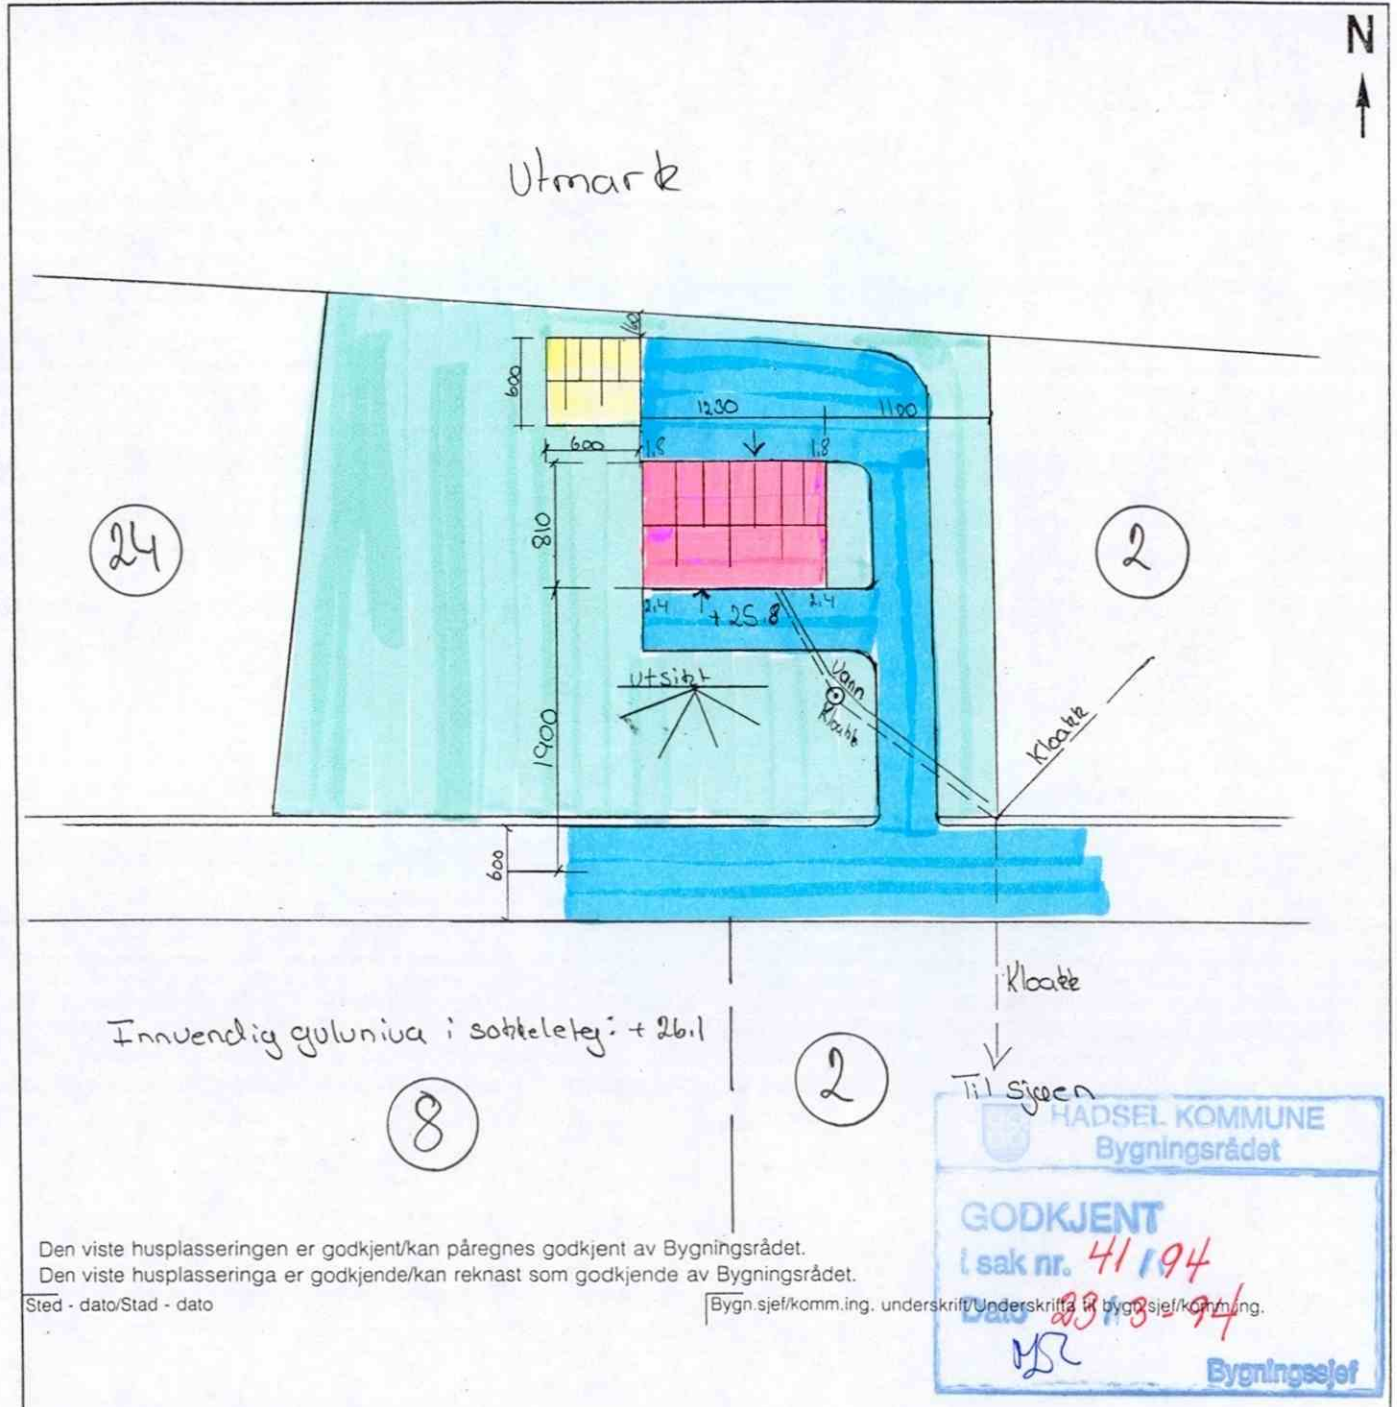 N
Utmark
160
600
1230
1100
600
1.8
1.8
810
24
2
2.4
2.4
+ 25.8
Utsikt
Vann
Kloakk
Kloakk
1900
600
Kloakk
Innvendig gulvniva i sokkeletg: + 26.1
2
Til sjøen
8
HADSEL KOMMUNE
Bygningsrådet
GODKJENT
i sak nr. 41 / 94
Dato 23/3-94
Bygningssjef
Den viste husplasseringen er godkjent/kan påregnes godkjent av Bygningsrådet.
Den viste husplasseringa er godkjende/kan reknast som godkjende av Bygningsrådet.
Sted - dato/Stad - dato
Bygn.sjef/komm.ing. underskrift/Underskrifta til bygn.sjef/komm.ing.